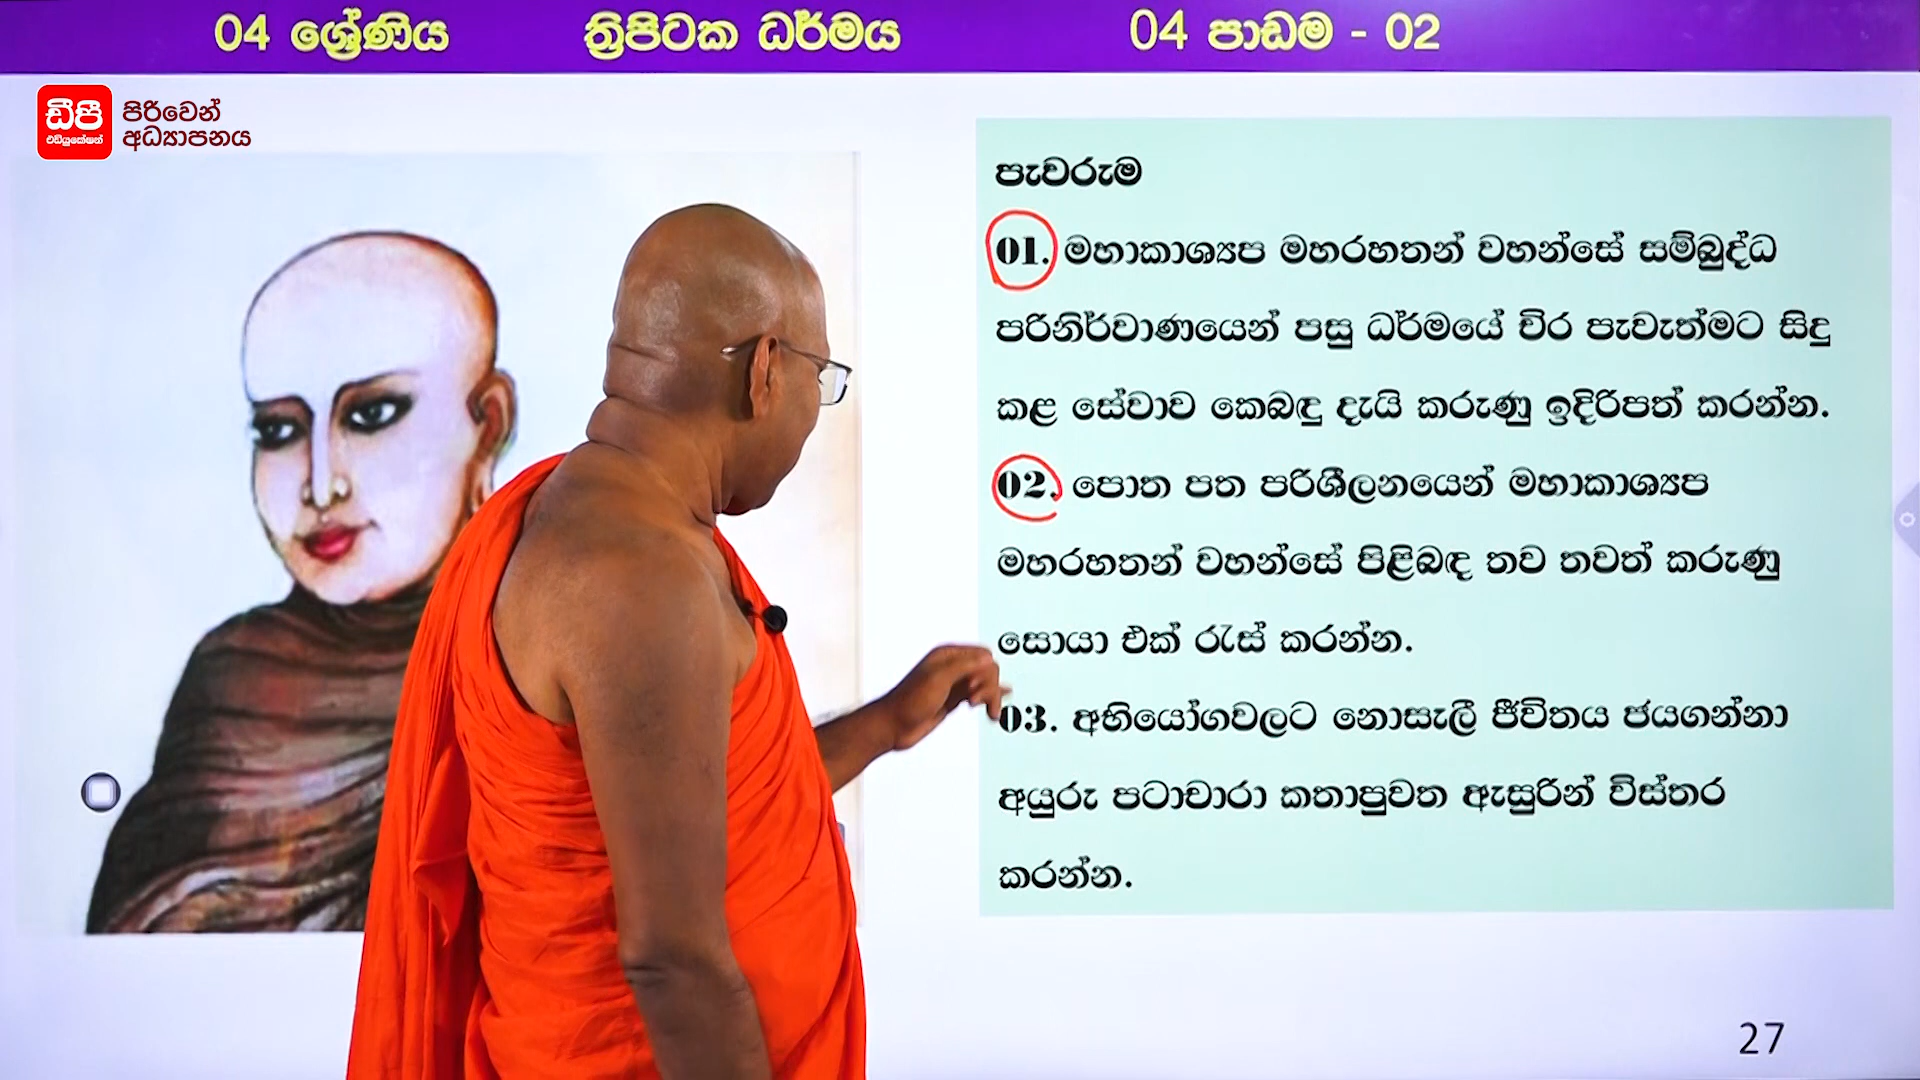 04 ශ්‍රේණිය ත්‍රිපිටක ධර්මය 04 පාඩම - 02
ඩීපී
එඩියුකේෂන්
පිරිවෙන්
අධ්‍යාපනය
පැවරුම
01. මහාකාශ්‍යප මහරහතන් වහන්සේ සම්බුද්ධ
පරිනිර්වාණයෙන් පසු ධර්මයේ චිර පැවැත්මට සිදු
කළ සේවාව කෙබඳු දැයි කරුණු ඉදිරිපත් කරන්න.
02. පොත පත පරිශීලනයෙන් මහාකාශ්‍යප
මහරහතන් වහන්සේ පිළිබඳ තව තවත් කරුණු
සොයා එක් රැස් කරන්න.
03. අභියෝගවලට නොසැලී ජීවිතය ජයගන්නා
අයුරු පටාචාරා කතාපුවත ඇසුරින් විස්තර
කරන්න.
27